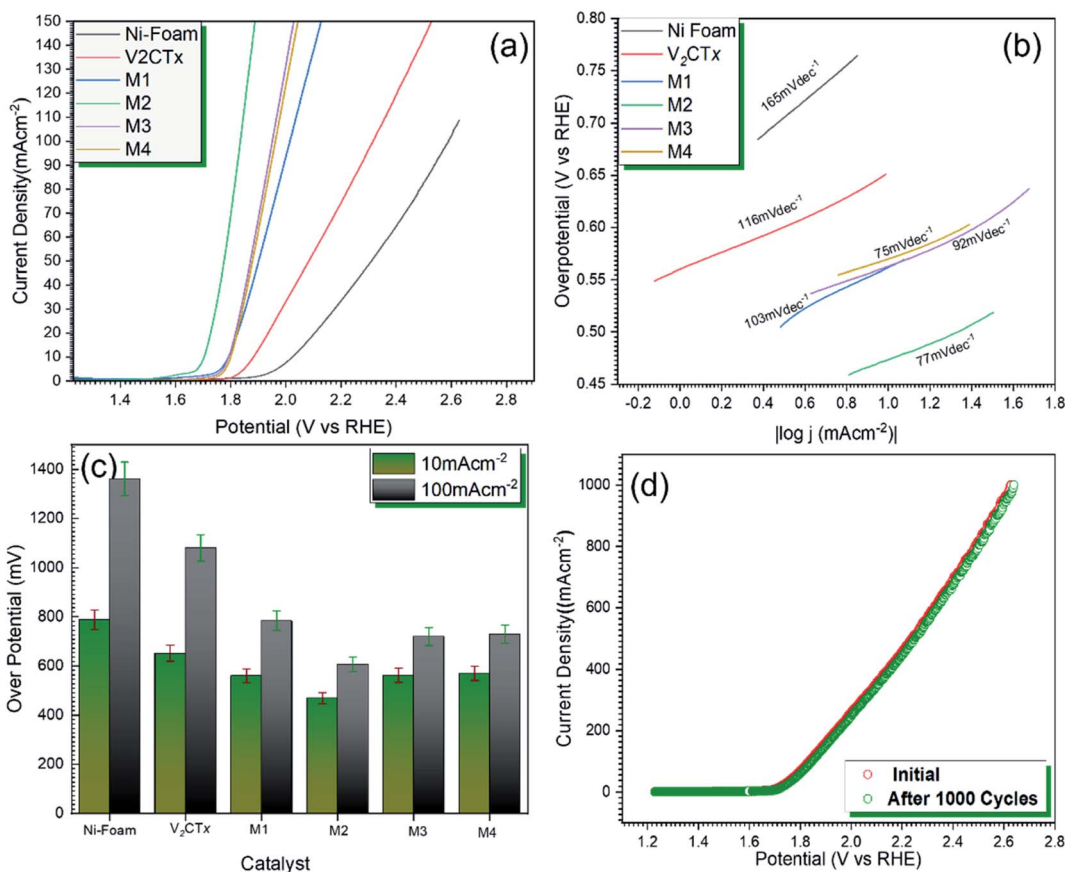 (a)
Ni-Foam
V2CTx
M1
M2
M3
M4
Current Density(mAcm⁻²)
150
140
130
120
110
100
90
80
70
60
50
40
30
20
10
0
1.4 1.6 1.8 2.0 2.2 2.4 2.6 2.8
Potential (V vs RHE)
(b)
Ni Foam
V₂CTx
M1
M2
M3
M4
165mVdec⁻¹
116mVdec⁻¹
75mVdec⁻¹
92mVdec⁻¹
103mVdec⁻¹
77mVdec⁻¹
Overpotential (V vs RHE)
0.80
0.75
0.70
0.65
0.60
0.55
0.50
0.45
-0.2 0.0 0.2 0.4 0.6 0.8 1.0 1.2 1.4 1.6 1.8
|log j (mAcm⁻²)|
(c)
10mAcm⁻²
100mAcm⁻²
Over Potential (mV)
1400
1200
1000
800
600
400
200
0
Ni-Foam V₂CTx M1 M2 M3 M4
Catalyst
(d)
Current Density((mAcm⁻²)
1000
800
600
400
200
0
1.2 1.4 1.6 1.8 2.0 2.2 2.4 2.6 2.8
Potential (V vs RHE)
Initial
After 1000 Cycles